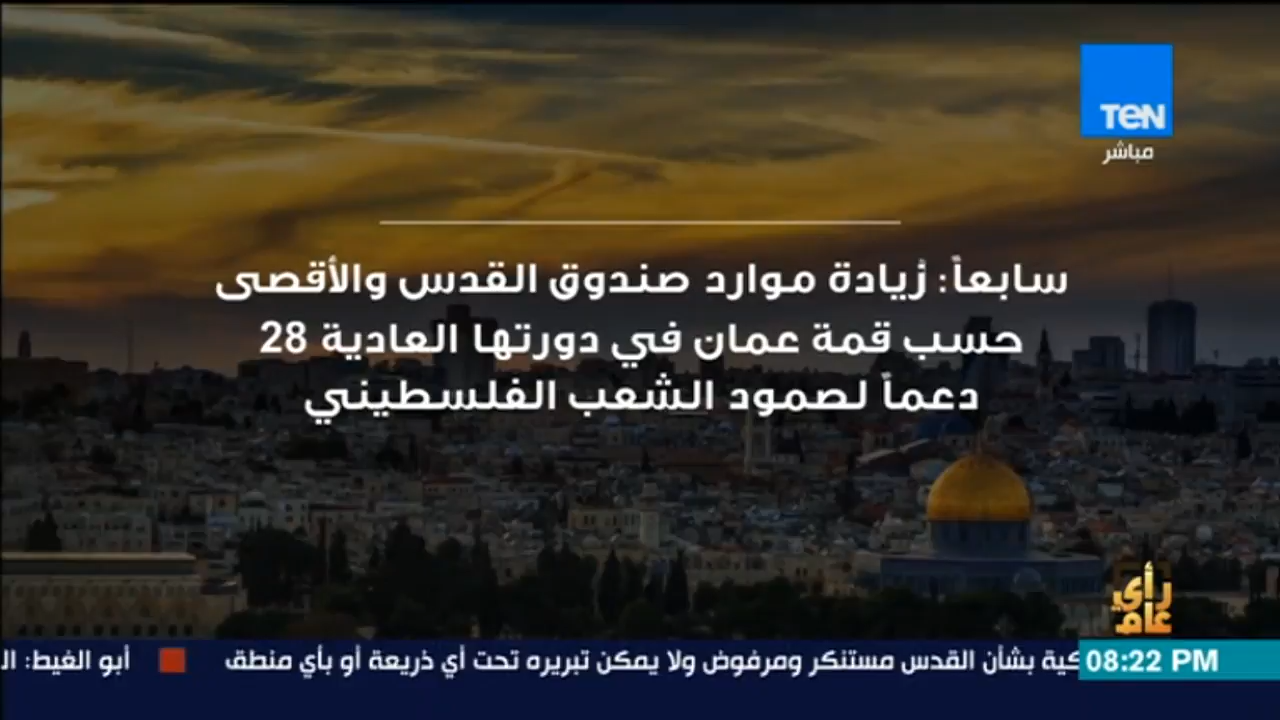 TEN
مباشر
سابعاً: زيادة موارد صندوق القدس والأقصى
حسب قمة عمان في دورتها العادية 28
دعماً لصمود الشعب الفلسطيني
رأي
عام
كية بشأن القدس مستنكر ومرفوض ولا يمكن تبريره تحت أي ذريعة أو بأي منطق
أبو الغيط: ال
08:22 PM